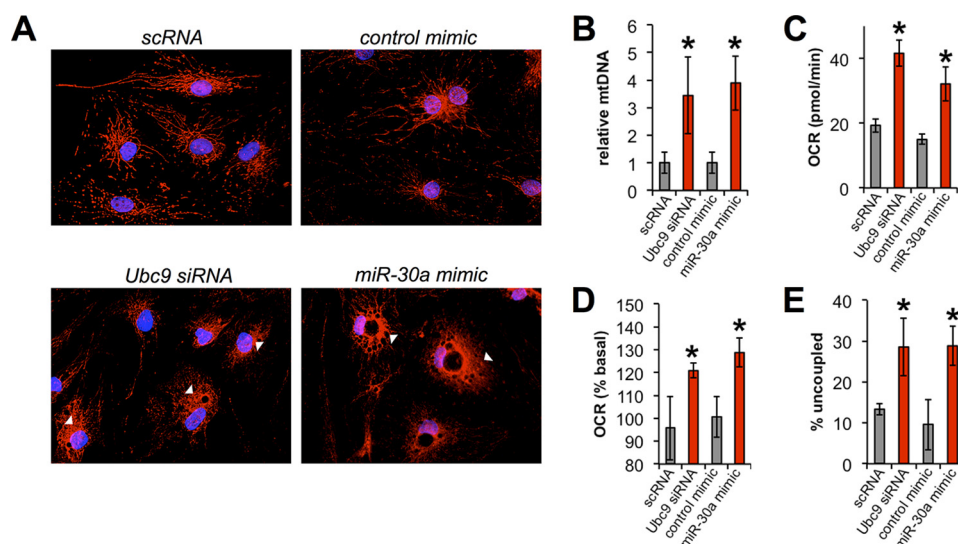 A
scRNA
control mimic
Ubc9 siRNA
miR-30a mimic
B
relative mtDNA
6
5
4
3
2
1
0
*
*
scRNA
Ubc9 siRNA
control mimic
miR-30a mimic
C
OCR (pmol/min)
40
20
0
*
*
scRNA
Ubc9 siRNA
control mimic
miR-30a mimic
D
OCR (% basal)
150
140
130
120
110
100
90
80
*
*
scRNA
Ubc9 siRNA
control mimic
miR-30a mimic
E
% uncoupled
40
30
20
10
0
*
*
scRNA
Ubc9 siRNA
control mimic
miR-30a mimic